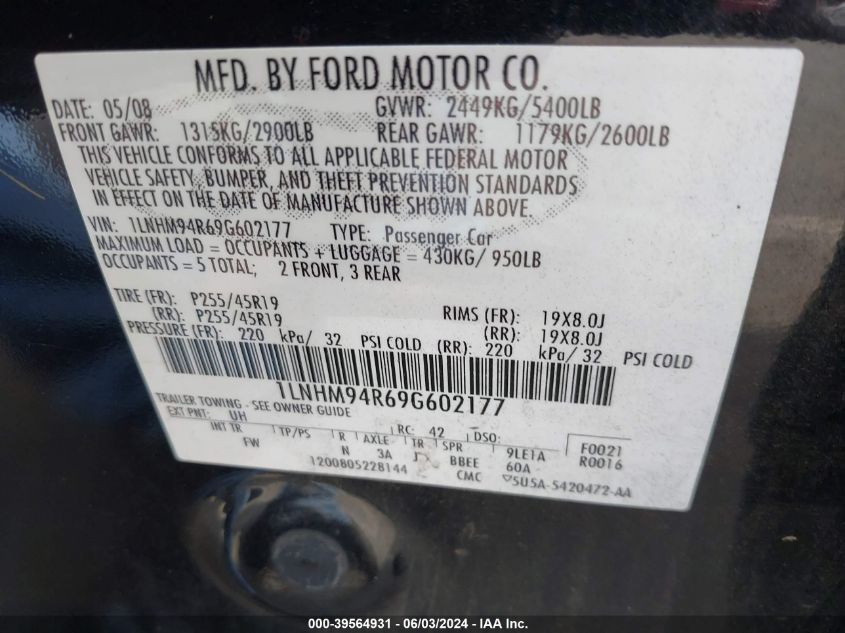 MFD. BY FORD MOTOR CO.
DATE: 05/08 GVWR: 2449KG/5400LB
FRONT GAWR: 1315KG/2900LB REAR GAWR: 1179KG/2600LB
THIS VEHICLE CONFORMS TO ALL APPLICABLE FEDERAL MOTOR
VEHICLE SAFETY, BUMPER, AND THEFT PREVENTION STANDARDS
IN EFFECT ON THE DATE OF MANUFACTURE SHOWN ABOVE.
VIN: 1LNHM94R69G602177 TYPE: Passenger Car
MAXIMUM LOAD = OCCUPANTS + LUGGAGE = 430KG/ 950LB
OCCUPANTS = 5 TOTAL; 2 FRONT, 3 REAR
TIRE (FR): P255/45R19 RIMS (FR): 19X8.0J
(RR): P255/45R19 (RR): 19X8.0J
PRESSURE (FR): 220 kPa/ 32 PSI COLD (RR): 220 kPa/ 32 PSI COLD
1LNHM94R69G602177
TRAILER TOWING - SEE OWNER GUIDE
EXT PNT: UH RC: 42 DSO: F0021
INT TR TP/PS R AXLE TR SPR 9LE1A R0016
FW N 3A J BBEE 60A
1200805228144 CMC ▽5USA-5420472-AA
000-39564931 - 06/03/2024 - IAA Inc.